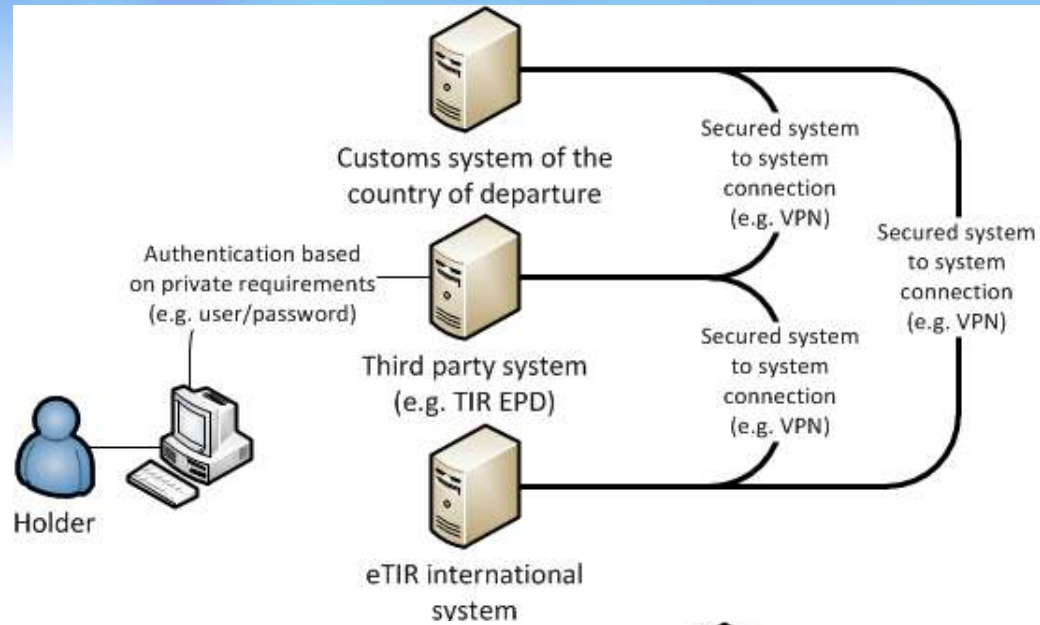 Customs system of the
country of departure
Secured system
to system
connection
(e.g. VPN)
Secured system
to system
connection
(e.g. VPN)
Authentication based
on private requirements
(e.g. user/password)
Third party system
(e.g. TIR EPD)
Secured system
to system
connection
(e.g. VPN)
Holder
eTIR international
system